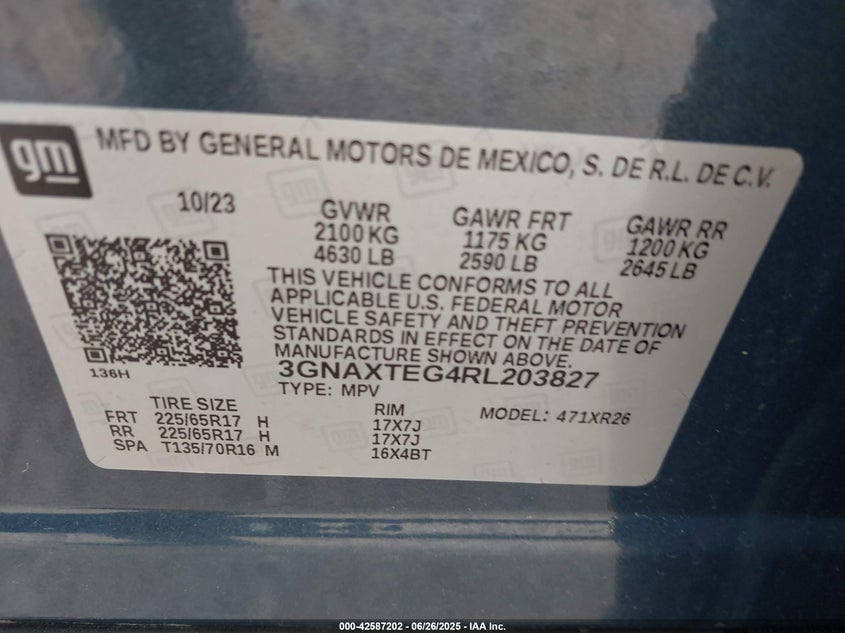 gm
MFD BY GENERAL MOTORS DE MEXICO, S. DE R.L. DE C.V.
10/23
GVWR
2100 KG
4630 LB
GAWR FRT
1175 KG
2590 LB
GAWR RR
1200 KG
2645 LB
THIS VEHICLE CONFORMS TO ALL
APPLICABLE U.S. FEDERAL MOTOR
VEHICLE SAFETY AND THEFT PREVENTION
STANDARDS IN EFFECT ON THE DATE OF
MANUFACTURE SHOWN ABOVE.
136H
3GNAXTEG4RL203827
TYPE: MPV
TIRE SIZE
RIM
MODEL: 471XR26
FRT 225/65R17 H 17X7J
RR 225/65R17 H 17X7J
SPA T135/70R16 M 16X4BT
000-42587202 - 06/26/2025 - IAA Inc.